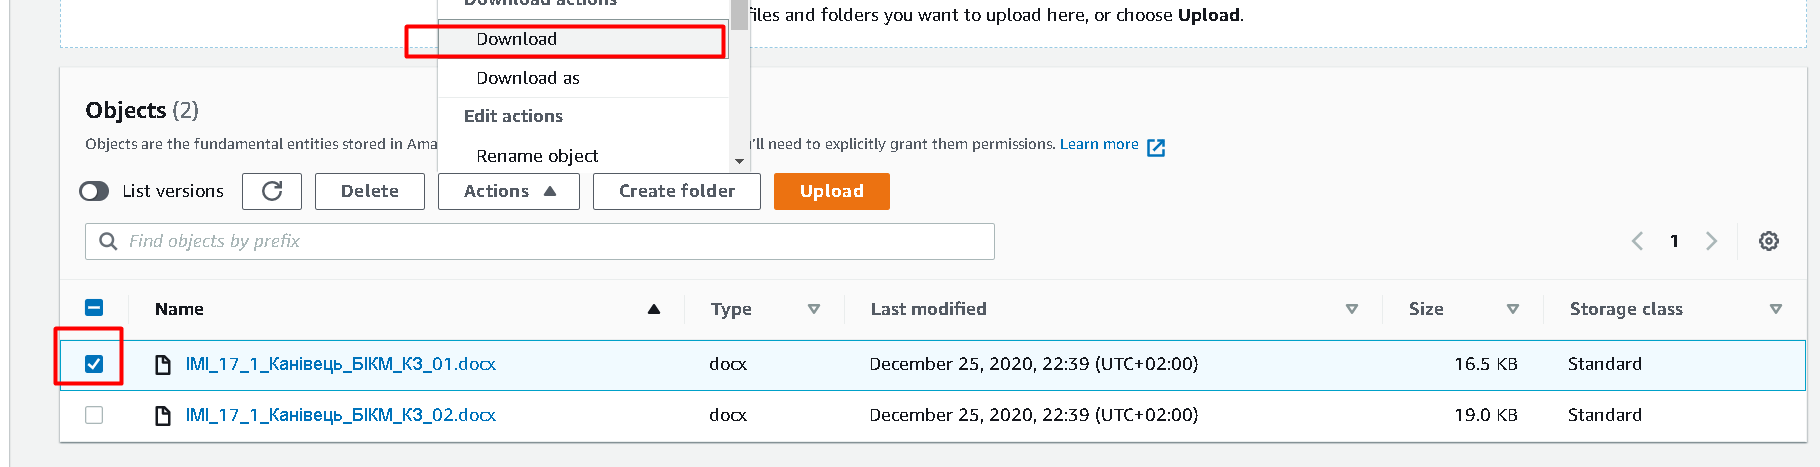 Download actions
files and folders you want to upload here, or choose Upload.
Download
Download as
Edit actions
Rename object
Objects (2)
Objects are the fundamental entities stored in Ama 'll need to explicitly grant them permissions. Learn more
List versions
Delete
Actions
Create folder
Upload
Find objects by prefix
1
Name Type Last modified Size Storage class
ІМІ_17_1_Канівець_БІКМ_КЗ_01.docx docx December 25, 2020, 22:39 (UTC+02:00) 16.5 KB Standard
ІМІ_17_1_Канівець_БІКМ_КЗ_02.docx docx December 25, 2020, 22:39 (UTC+02:00) 19.0 KB Standard